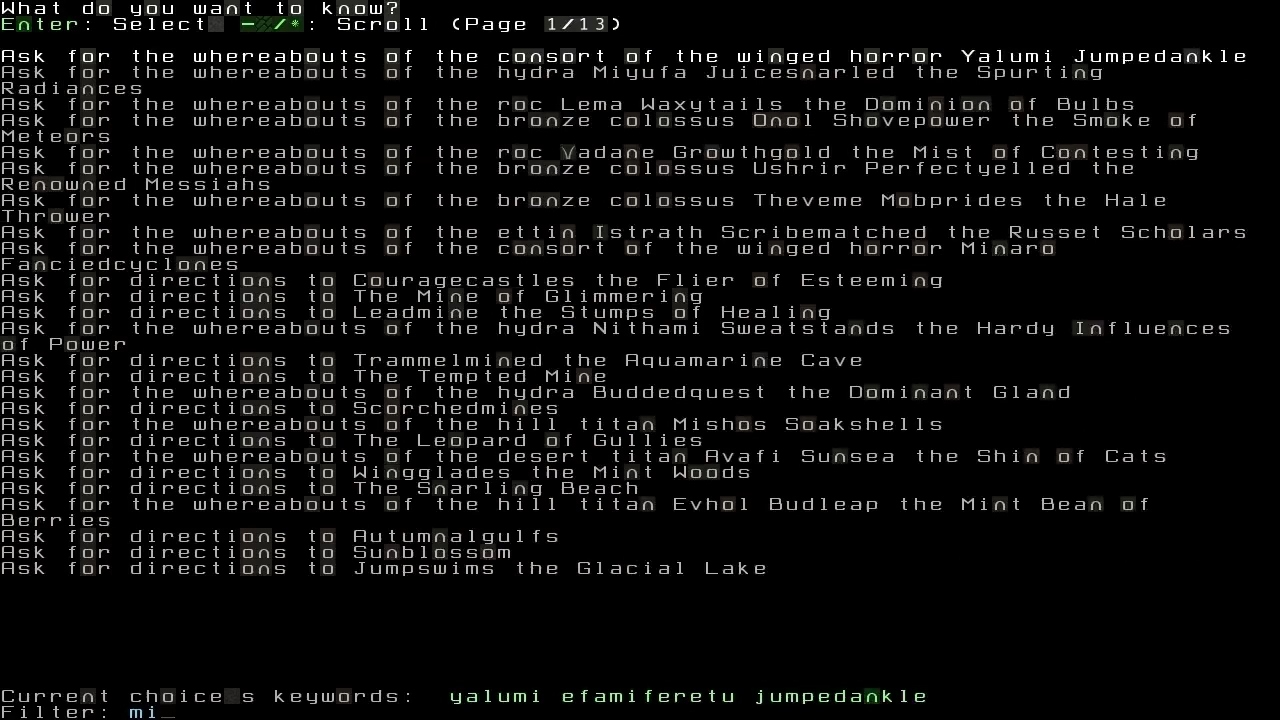 What do you want to know?
Enter: Select -/*: Scroll (Page 1/13)
Ask for the whereabouts of the consort of the winged horror Yalumi Jumpedankle
Ask for the whereabouts of the hydra Miyufa Juicesnarled the Spurting
Radiances
Ask for the whereabouts of the roc Lema Waxytails the Dominion of Bulbs
Ask for the whereabouts of the bronze colossus Onol Shovepower the Smoke of
Meteors
Ask for the whereabouts of the roc Vadane Growthgold the Mist of Contesting
Ask for the whereabouts of the bronze colossus Ushrir Perfectyelled the
Renowned Messiahs
Ask for the whereabouts of the bronze colossus Theveme Mobprides the Hale
Thrower
Ask for the whereabouts of the ettin Istrath Scribematched the Russet Scholars
Ask for the whereabouts of the consort of the winged horror Minaro
Fanciedcyclones
Ask for directions to Couragecastles the Flier of Esteeming
Ask for directions to The Mine of Glimmering
Ask for directions to Leadmine the Stumps of Healing
Ask for the whereabouts of the hydra Nithami Sweatstands the Hardy Influences
of Power
Ask for directions to Trammelmined the Aquamarine Cave
Ask for directions to The Tempted Mine
Ask for the whereabouts of the hydra Buddedquest the Dominant Gland
Ask for directions to Scorchedmines
Ask for the whereabouts of the hill titan Mishos Soakshells
Ask for directions to The Leopard of Gullies
Ask for the whereabouts of the desert titan Avafi Sunsea the Shin of Cats
Ask for directions to Wingglades the Mint Woods
Ask for directions to The Snarling Beach
Ask for the whereabouts of the hill titan Evhol Budleap the Mint Bean of
Berries
Ask for directions to Autumnalgulfs
Ask for directions to Sunblossom
Ask for directions to Jumpswims the Glacial Lake
Current choice s keywords: yalumi efamiferetu jumpedankle
Filter: mi_